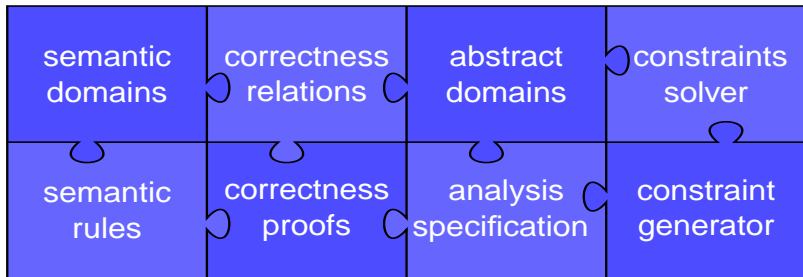 semantic
domains
correctness
relations
abstract
domains
constraints
solver
semantic
rules
correctness
proofs
analysis
specification
constraint
generator